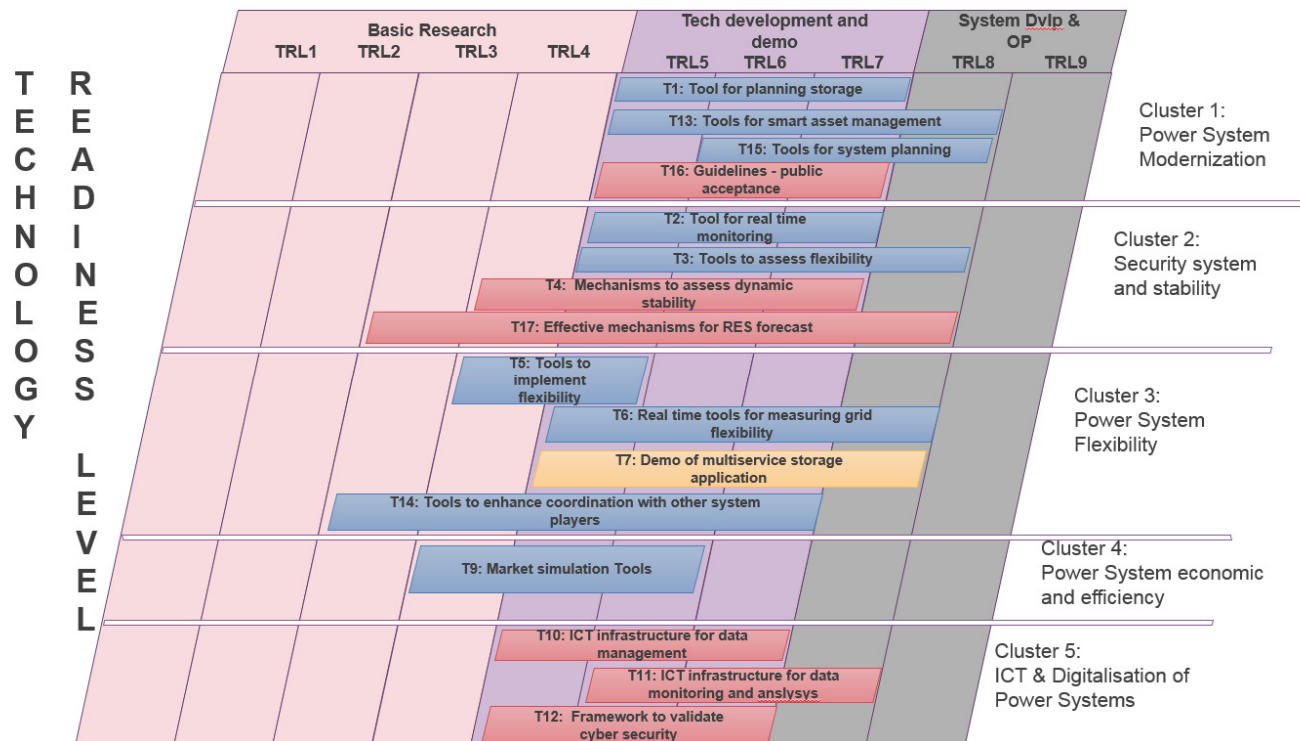 TECHNOLOGY
READINESS LEVEL
Basic Research
TRL1 TRL2 TRL3 TRL4
Tech development and
demo
TRL5 TRL6 TRL7
System Dvlp &
OP
TRL8 TRL9
T1: Tool for planning storage
T13: Tools for smart asset management
T15: Tools for system planning
T16: Guidelines - public
acceptance
Cluster 1:
Power System
Modernization
T2: Tool for real time
monitoring
T3: Tools to assess flexibility
T4: Mechanisms to assess dynamic
stability
T17: Effective mechanisms for RES forecast
Cluster 2:
Security system
and stability
T5: Tools to
implement
flexibility
T6: Real time tools for measuring grid
flexibility
T7: Demo of multiservice storage
application
T14: Tools to enhance coordination with other system
players
Cluster 3:
Power System
Flexibility
T9: Market simulation Tools
Cluster 4:
Power System economic
and efficiency
T10: ICT infrastructure for data
management
T11: ICT infrastructure for data
monitoring and anslysys
T12: Framework to validate
cyber security
Cluster 5:
ICT & Digitalisation of
Power Systems